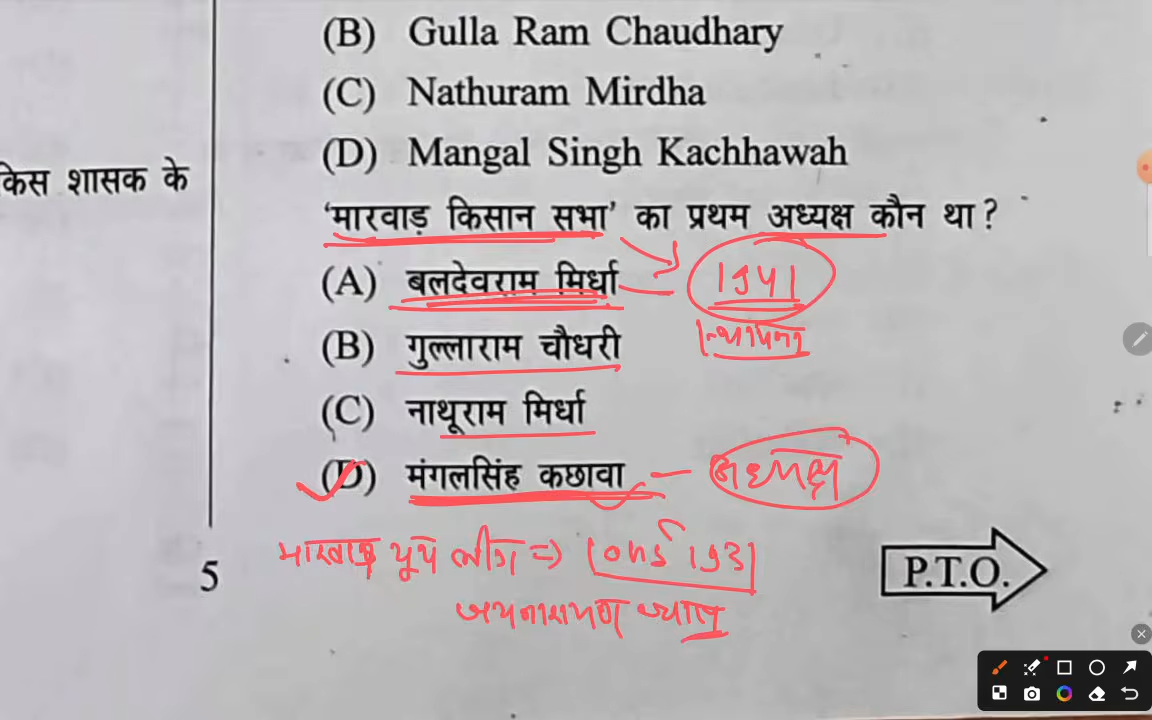 (B) Gulla Ram Chaudhary
(C) Nathuram Mirdha
(D) Mangal Singh Kachhawah
किस शासक के
'मारवाड़ किसान सभा' का प्रथम अध्यक्ष कौन था?
(A) बलदेवराम मिर्धा 1941
स्थापना
(B) गुल्लाराम चौधरी
(C) नाथूराम मिर्धा
(D) मंगलसिंह कछावा — अध्यक्ष
मारवाड़ यूथ लीग ⇒ 10 मई 1931
जयनारायण व्यास
5
P.T.O.